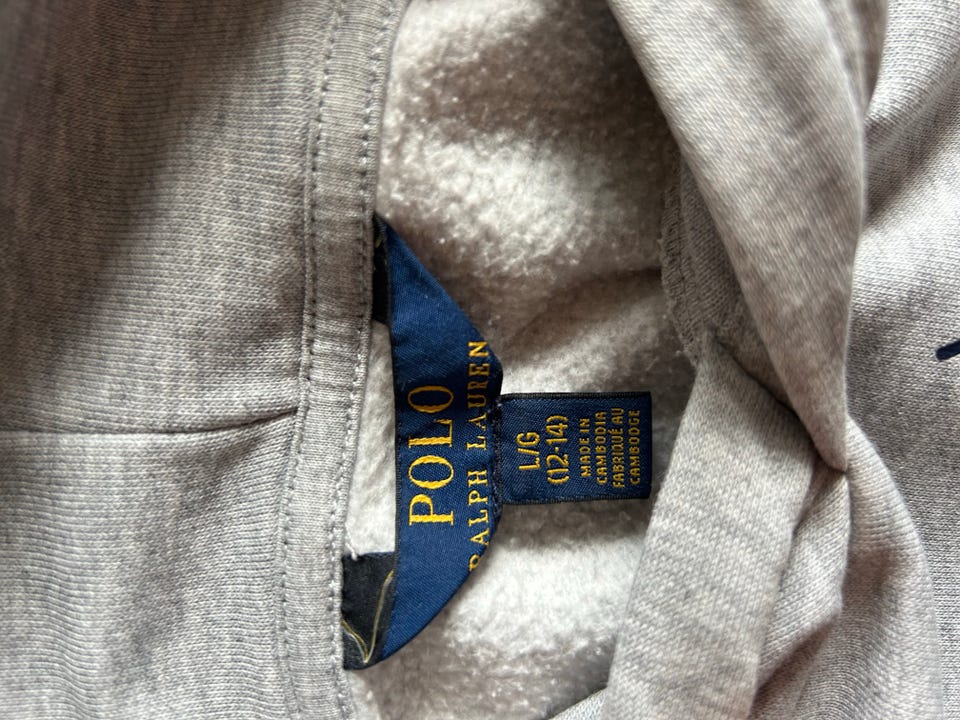 POLO
RALPH LAUREN
L/G
(12-14)
MADE IN
CAMBODIA
FABRIQUÉ AU
CAMBODGE